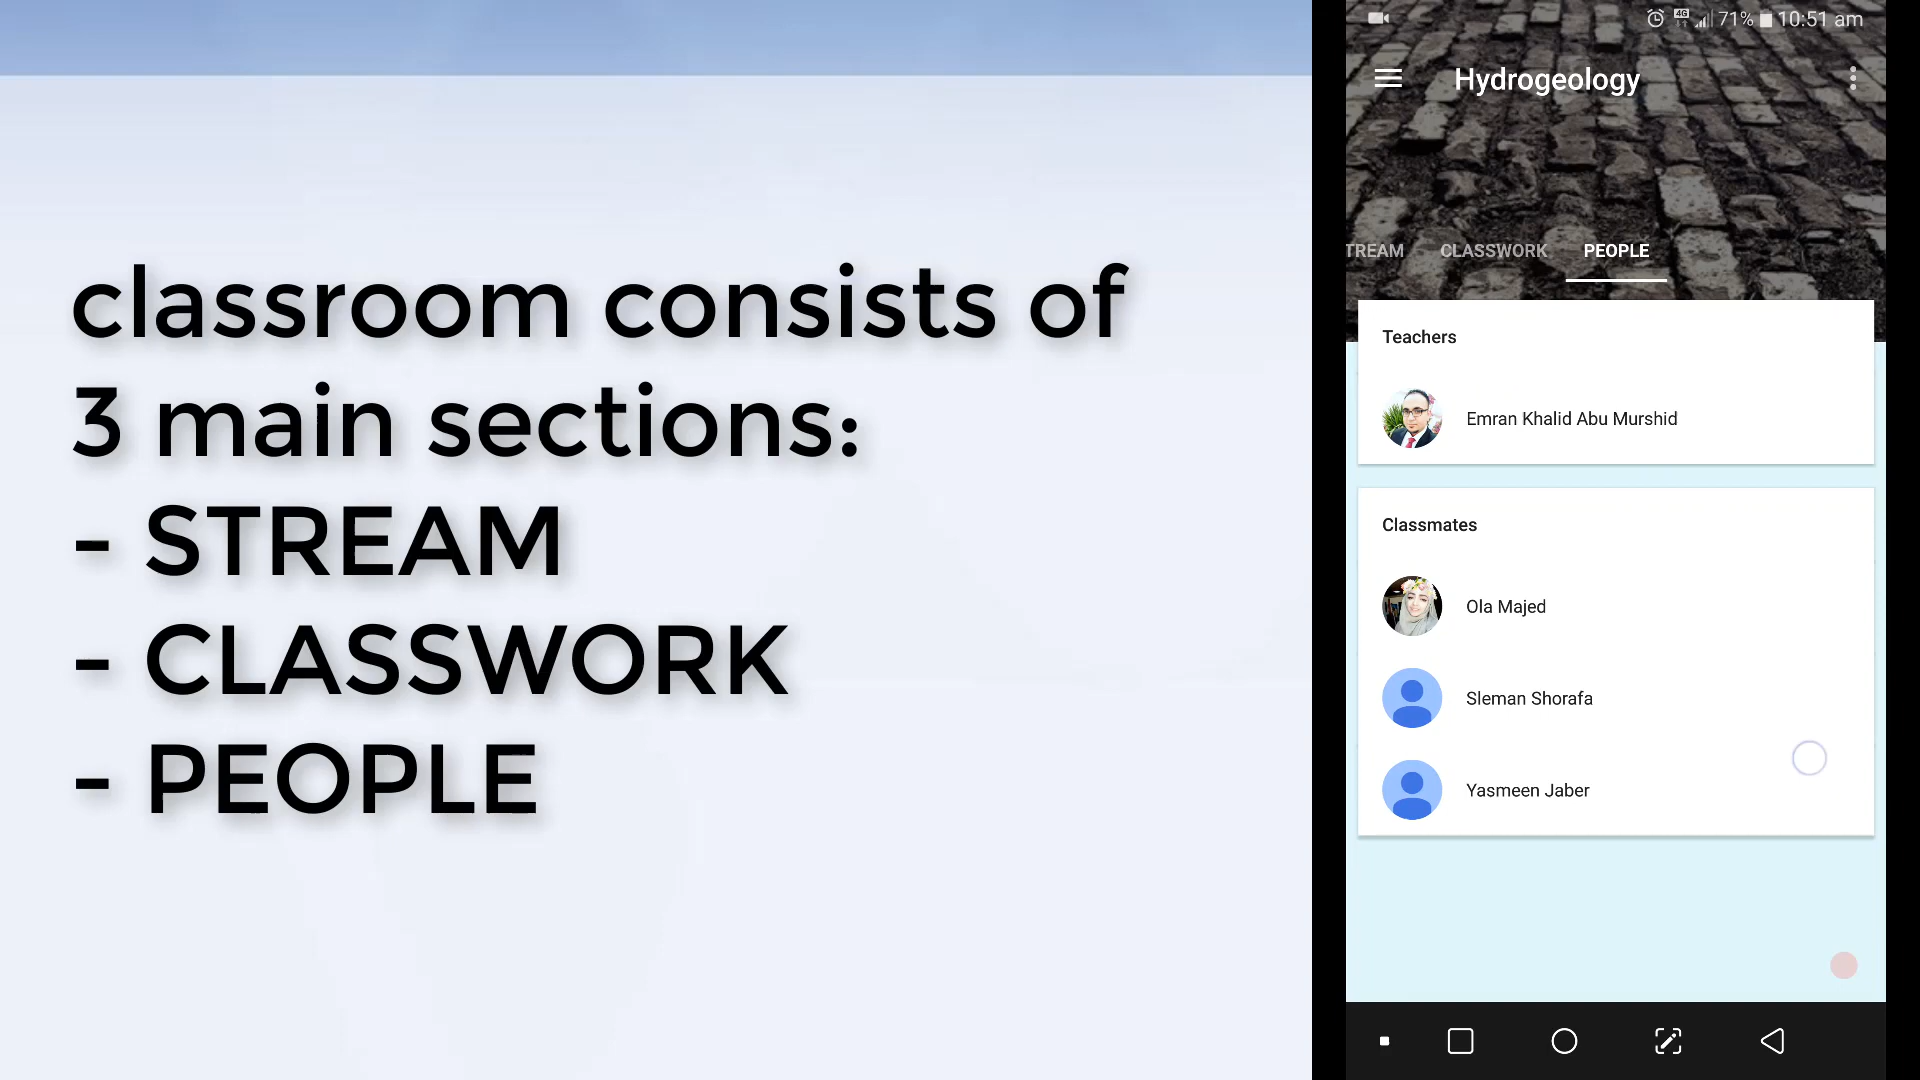 classroom consists of
3 main sections:
- STREAM
- CLASSWORK
- PEOPLE
4G 71% 10:51 am
Hydrogeology
TREAM CLASSWORK PEOPLE
Teachers
Emran Khalid Abu Murshid
Classmates
Ola Majed
Sleman Shorafa
Yasmeen Jaber